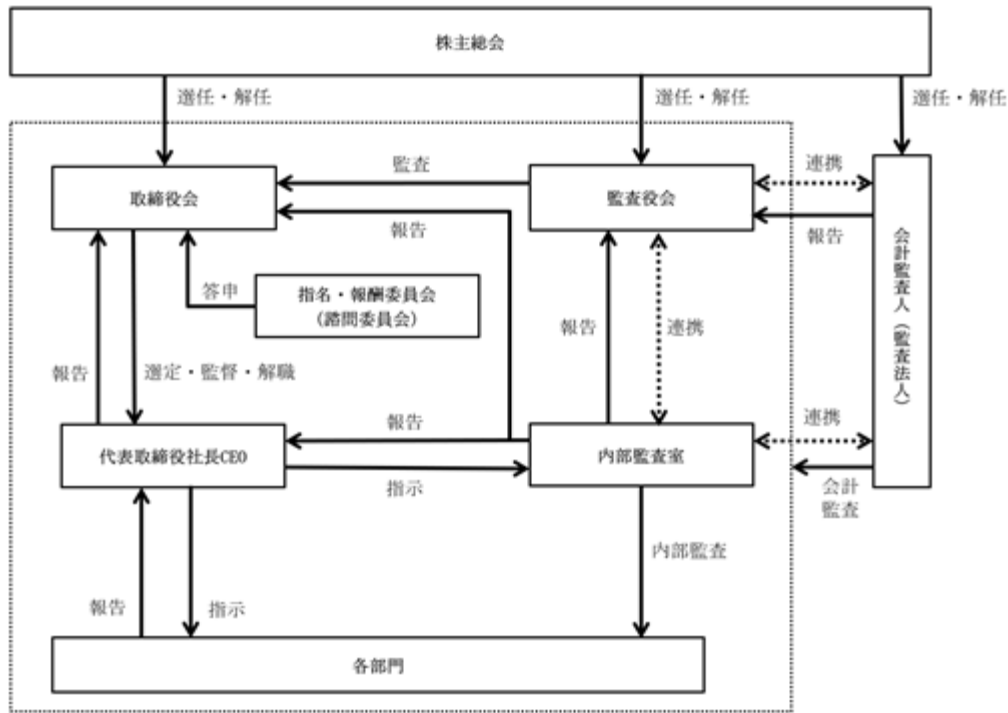 株主総会
選任・解任
選任・解任
選任・解任
取締役会
監査
監査役会
連携
報告
報告
会計監査人（監査法人）
答申
指名・報酬委員会
（諮問委員会）
報告
選定・監督・解職
報告
連携
代表取締役社長CEO
報告
指示
内部監査室
連携
会計
監査
内部監査
報告
指示
各部門